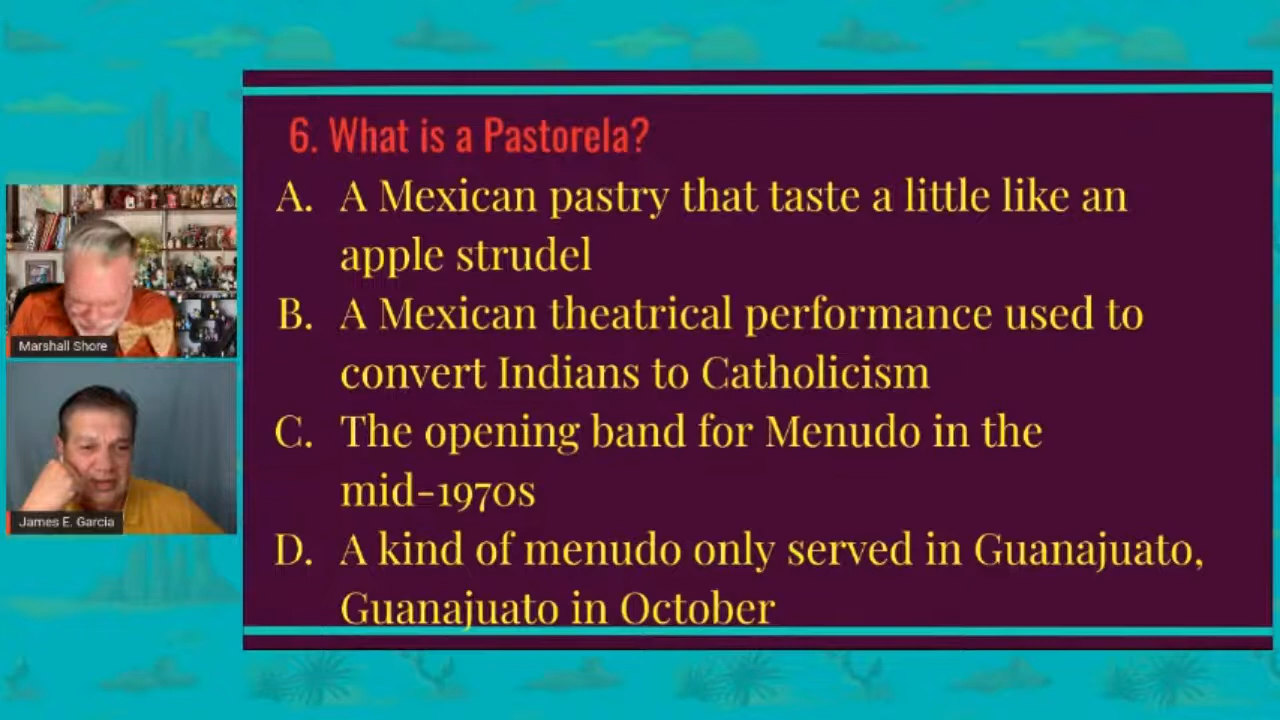 6. What is a Pastorela?
A. A Mexican pastry that taste a little like an
apple strudel
B. A Mexican theatrical performance used to
convert Indians to Catholicism
C. The opening band for Menudo in the
mid-1970s
D. A kind of menudo only served in Guanajuato,
Guanajuato in October
Marshall Shore
James E. Garcia